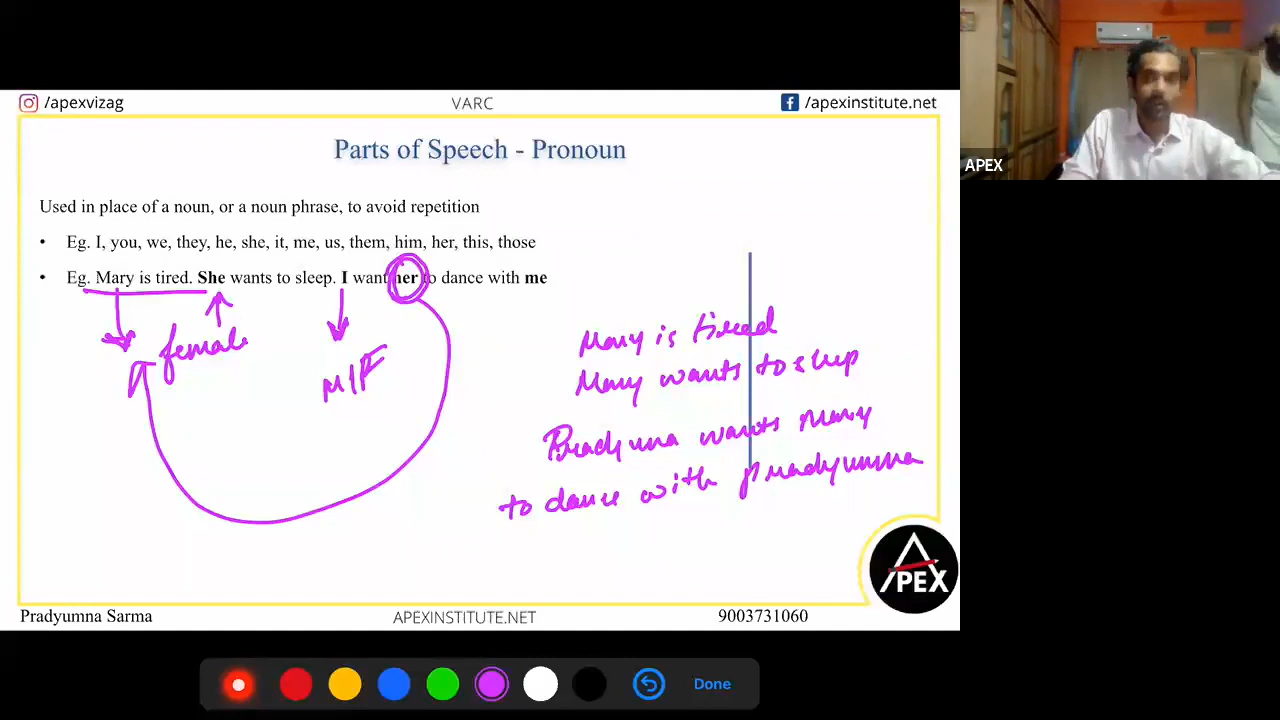 /apexvizag
VARC
/apexinstitute.net
APEX
Parts of Speech - Pronoun
Used in place of a noun, or a noun phrase, to avoid repetition
• Eg. I, you, we, they, he, she, it, me, us, them, him, her, this, those
• Eg. Mary is tired. She wants to sleep. I want her to dance with me
female
M/F
Mary is tired
Mary wants to sleep
Pradyumna wants Mary
to dance with Pradyumna
APEX
Pradyumna Sarma
APEXINSTITUTE.NET
9003731060
Done